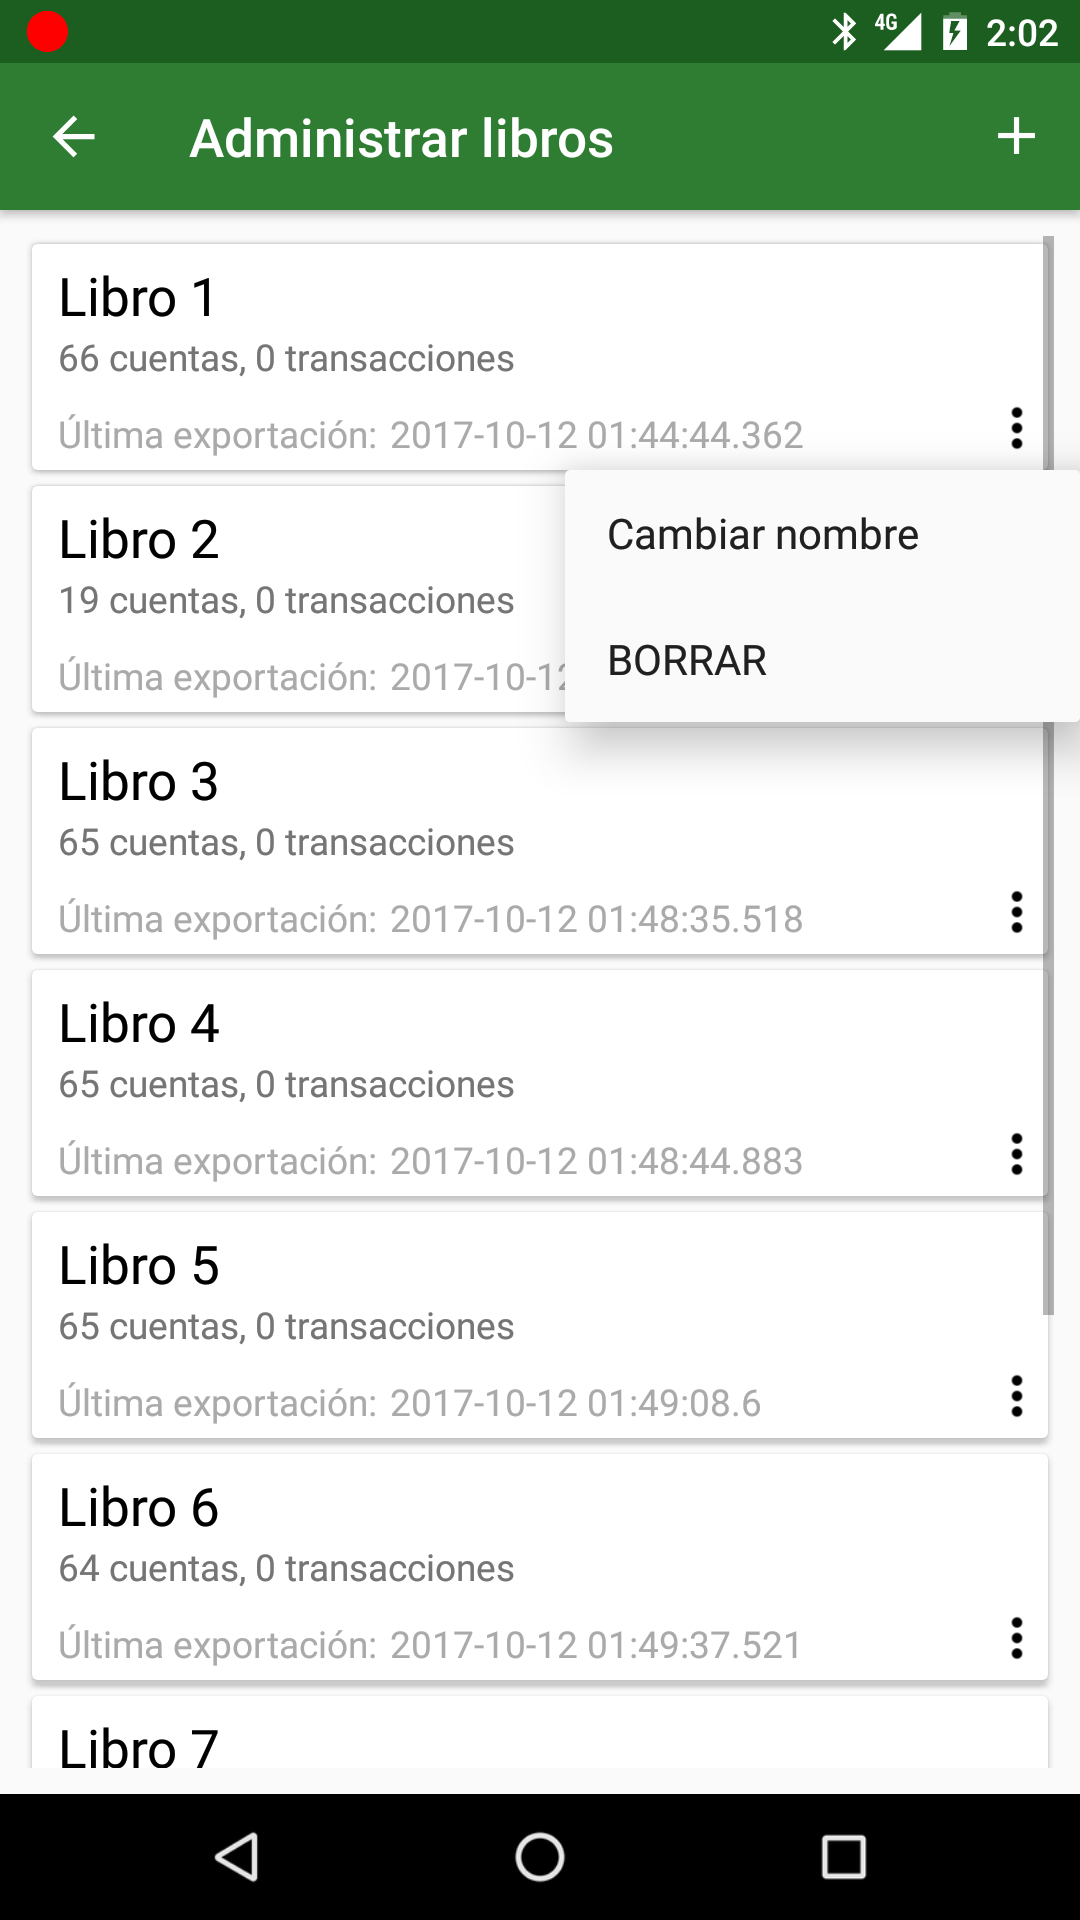 4G 2:02
Administrar libros
Libro 1
66 cuentas, 0 transacciones
Última exportación: 2017-10-12 01:44:44.362
Cambiar nombre
BORRAR
Libro 2
19 cuentas, 0 transacciones
Última exportación: 2017-10-12
Libro 3
65 cuentas, 0 transacciones
Última exportación: 2017-10-12 01:48:35.518
Libro 4
65 cuentas, 0 transacciones
Última exportación: 2017-10-12 01:48:44.883
Libro 5
65 cuentas, 0 transacciones
Última exportación: 2017-10-12 01:49:08.6
Libro 6
64 cuentas, 0 transacciones
Última exportación: 2017-10-12 01:49:37.521
Libro 7